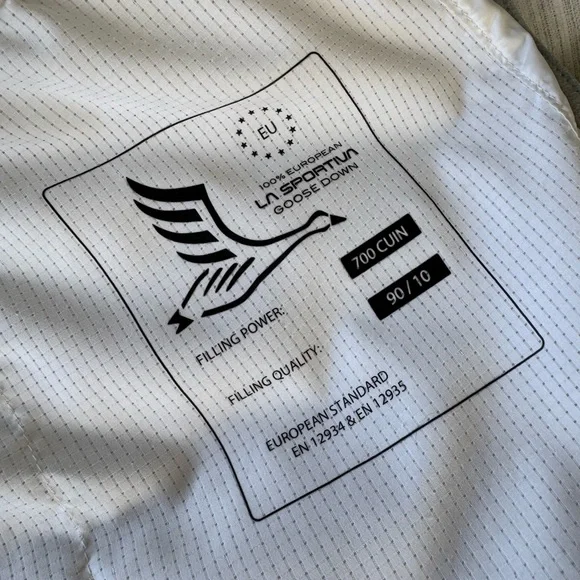 EU
100% EUROPEAN
LA SPORTIVA
GOOSE DOWN
FILLING POWER: 700 CUIN
FILLING QUALITY: 90 / 10
EUROPEAN STANDARD
EN 12934 & EN 12935